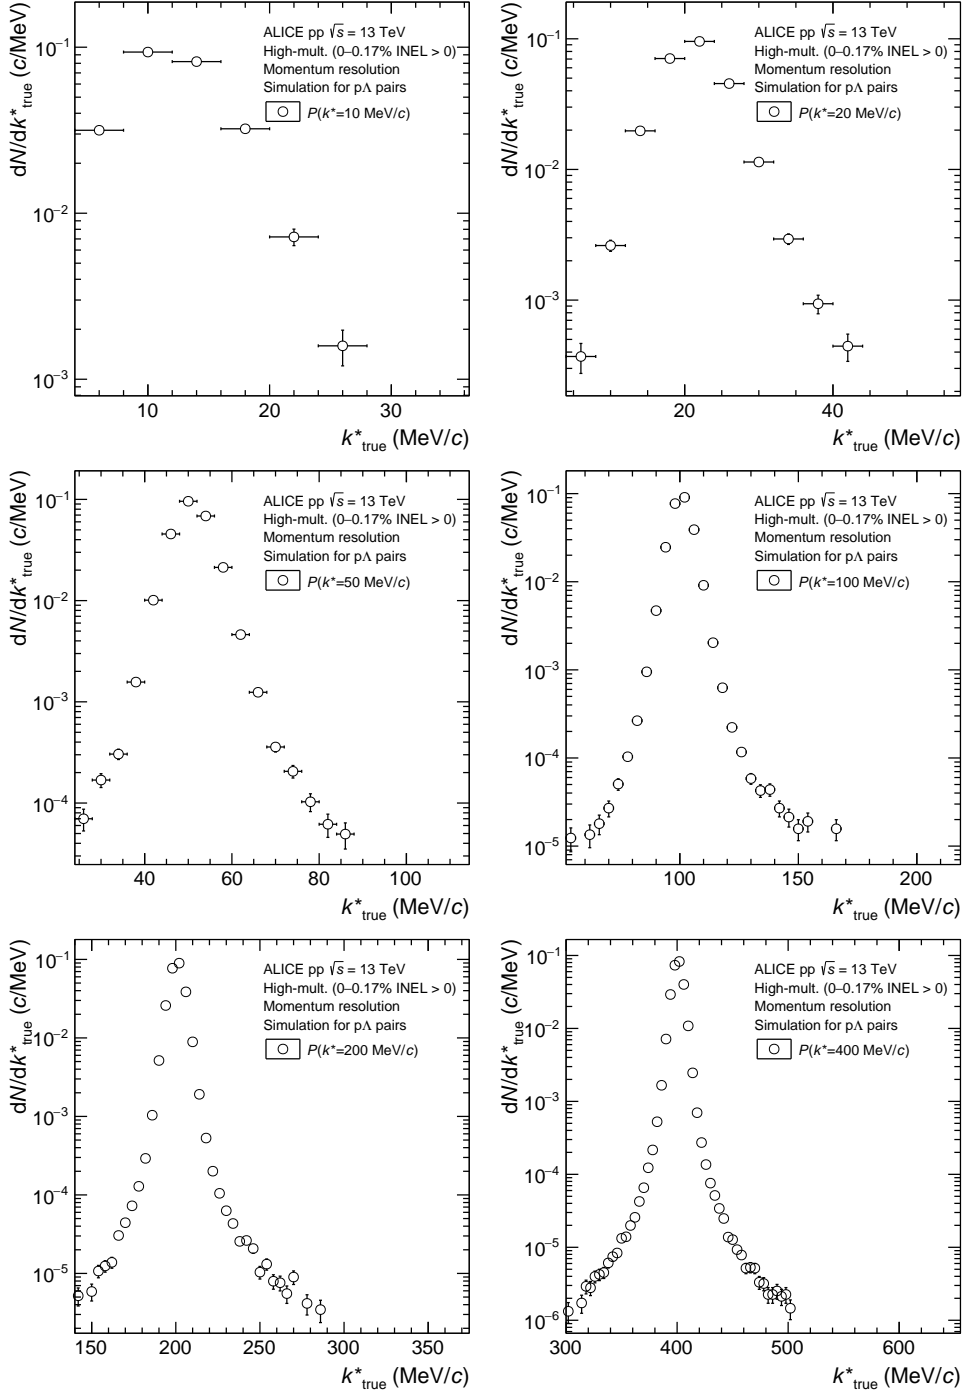 ALICE pp √s = 13 TeV
High-mult. (0–0.17% INEL > 0)
Momentum resolution
Simulation for pΛ pairs
P(k*=10 MeV/c)
dN/dk*true (c/MeV)
10⁻¹
10⁻²
10⁻³
10 20 30
k*true (MeV/c)
ALICE pp √s = 13 TeV
High-mult. (0–0.17% INEL > 0)
Momentum resolution
Simulation for pΛ pairs
P(k*=20 MeV/c)
dN/dk*true (c/MeV)
10⁻¹
10⁻²
10⁻³
20 40
k*true (MeV/c)
ALICE pp √s = 13 TeV
High-mult. (0–0.17% INEL > 0)
Momentum resolution
Simulation for pΛ pairs
P(k*=50 MeV/c)
dN/dk*true (c/MeV)
10⁻¹
10⁻²
10⁻³
10⁻⁴
40 60 80 100
k*true (MeV/c)
ALICE pp √s = 13 TeV
High-mult. (0–0.17% INEL > 0)
Momentum resolution
Simulation for pΛ pairs
P(k*=100 MeV/c)
dN/dk*true (c/MeV)
10⁻¹
10⁻²
10⁻³
10⁻⁴
10⁻⁵
100 150 200
k*true (MeV/c)
ALICE pp √s = 13 TeV
High-mult. (0–0.17% INEL > 0)
Momentum resolution
Simulation for pΛ pairs
P(k*=200 MeV/c)
dN/dk*true (c/MeV)
10⁻¹
10⁻²
10⁻³
10⁻⁴
10⁻⁵
150 200 250 300 350
k*true (MeV/c)
ALICE pp √s = 13 TeV
High-mult. (0–0.17% INEL > 0)
Momentum resolution
Simulation for pΛ pairs
P(k*=400 MeV/c)
dN/dk*true (c/MeV)
10⁻¹
10⁻²
10⁻³
10⁻⁴
10⁻⁵
10⁻⁶
300 400 500 600
k*true (MeV/c)